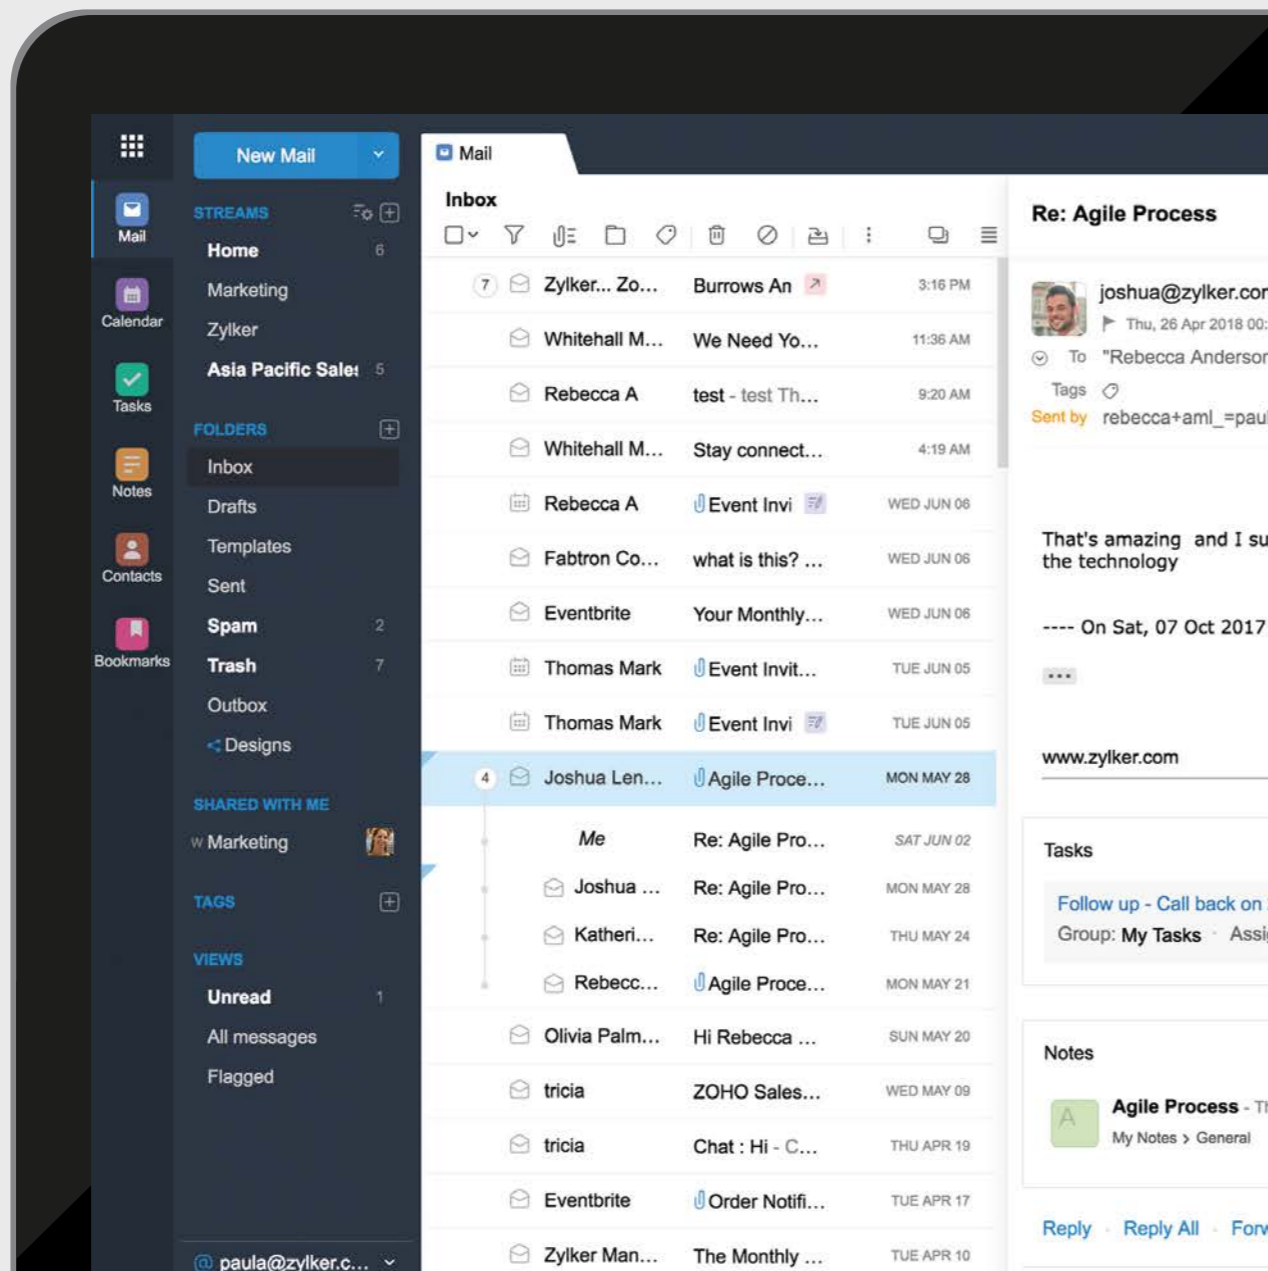 New Mail
Mail
Mail
Calendar
Tasks
Notes
Contacts
Bookmarks
STREAMS
Home 6
Marketing
Zylker
Asia Pacific Sales 5
FOLDERS
Inbox
Drafts
Templates
Sent
Spam 2
Trash 7
Outbox
Designs
SHARED WITH ME
W Marketing
TAGS
VIEWS
Unread 1
All messages
Flagged
@ paula@zylker.c...
Inbox
7 Zylker... Zo... Burrows An 3:16 PM
Whitehall M... We Need Yo... 11:36 AM
Rebecca A test - test Th... 9:20 AM
Whitehall M... Stay connect... 4:19 AM
Rebecca A Event Invi WED JUN 06
Fabtron Co... what is this? ... WED JUN 06
Eventbrite Your Monthly... WED JUN 06
Thomas Mark Event Invit... TUE JUN 05
Thomas Mark Event Invi TUE JUN 05
4 Joshua Len... Agile Proce... MON MAY 28
Me Re: Agile Pro... SAT JUN 02
Joshua ... Re: Agile Pro... MON MAY 28
Katheri... Re: Agile Pro... THU MAY 24
Rebecc... Agile Proce... MON MAY 21
Olivia Palm... Hi Rebecca ... SUN MAY 20
tricia ZOHO Sales... WED MAY 09
tricia Chat : Hi - C... THU APR 19
Eventbrite Order Notifi... TUE APR 17
Zylker Man... The Monthly ... TUE APR 10
Re: Agile Process
joshua@zylker.cor
Thu, 26 Apr 2018 00:
To "Rebecca Anderson
Tags
Sent by rebecca+aml_=paul
That's amazing and I su
the technology
---- On Sat, 07 Oct 2017
...
www.zylker.com
Tasks
Follow up - Call back on
Group: My Tasks · Assi
Notes
A
Agile Process - Th
My Notes > General
Reply · Reply All · Forw